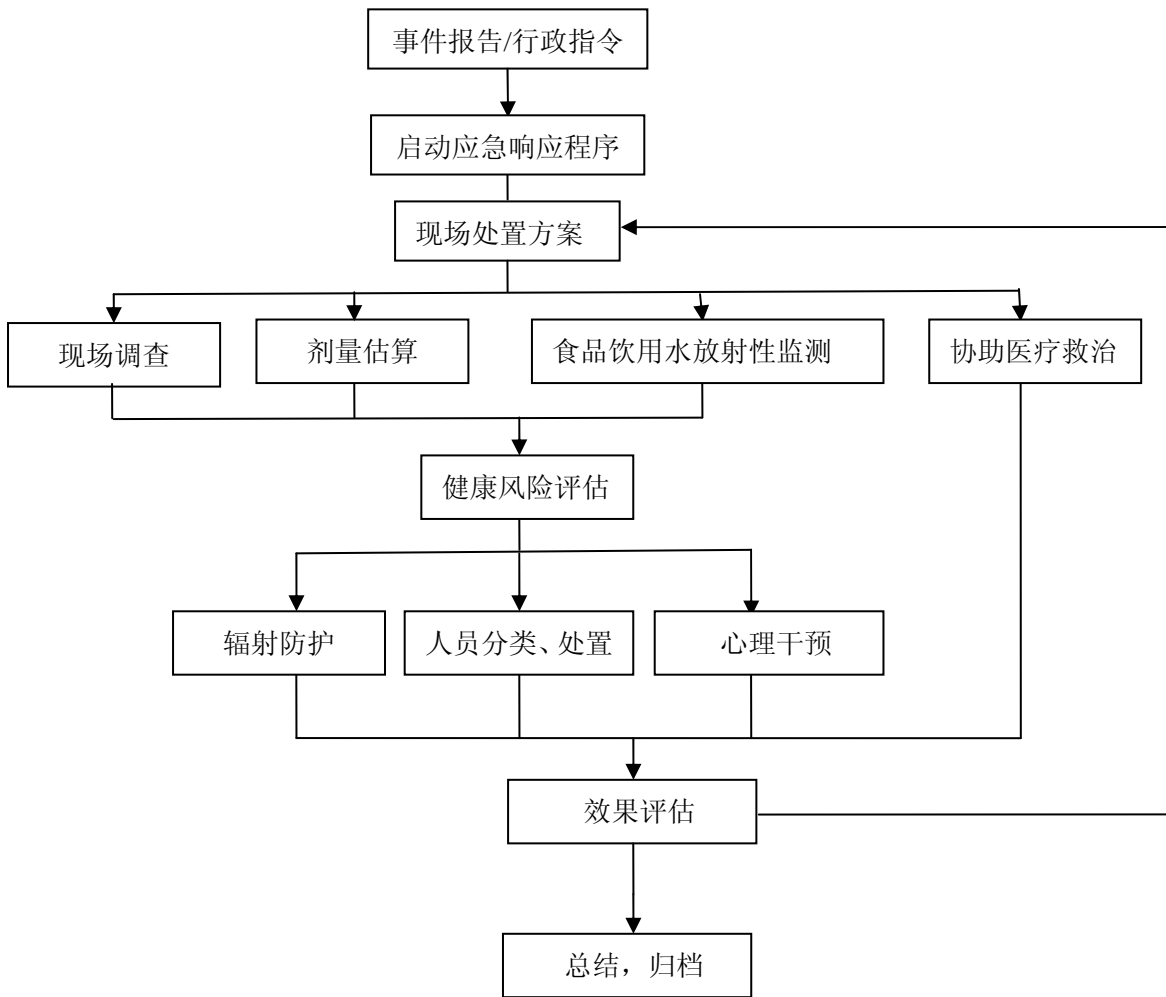 事件报告/行政指令
启动应急响应程序
现场处置方案
现场调查
剂量估算
食品饮用水放射性监测
协助医疗救治
健康风险评估
辐射防护
人员分类、处置
心理干预
效果评估
总结，归档